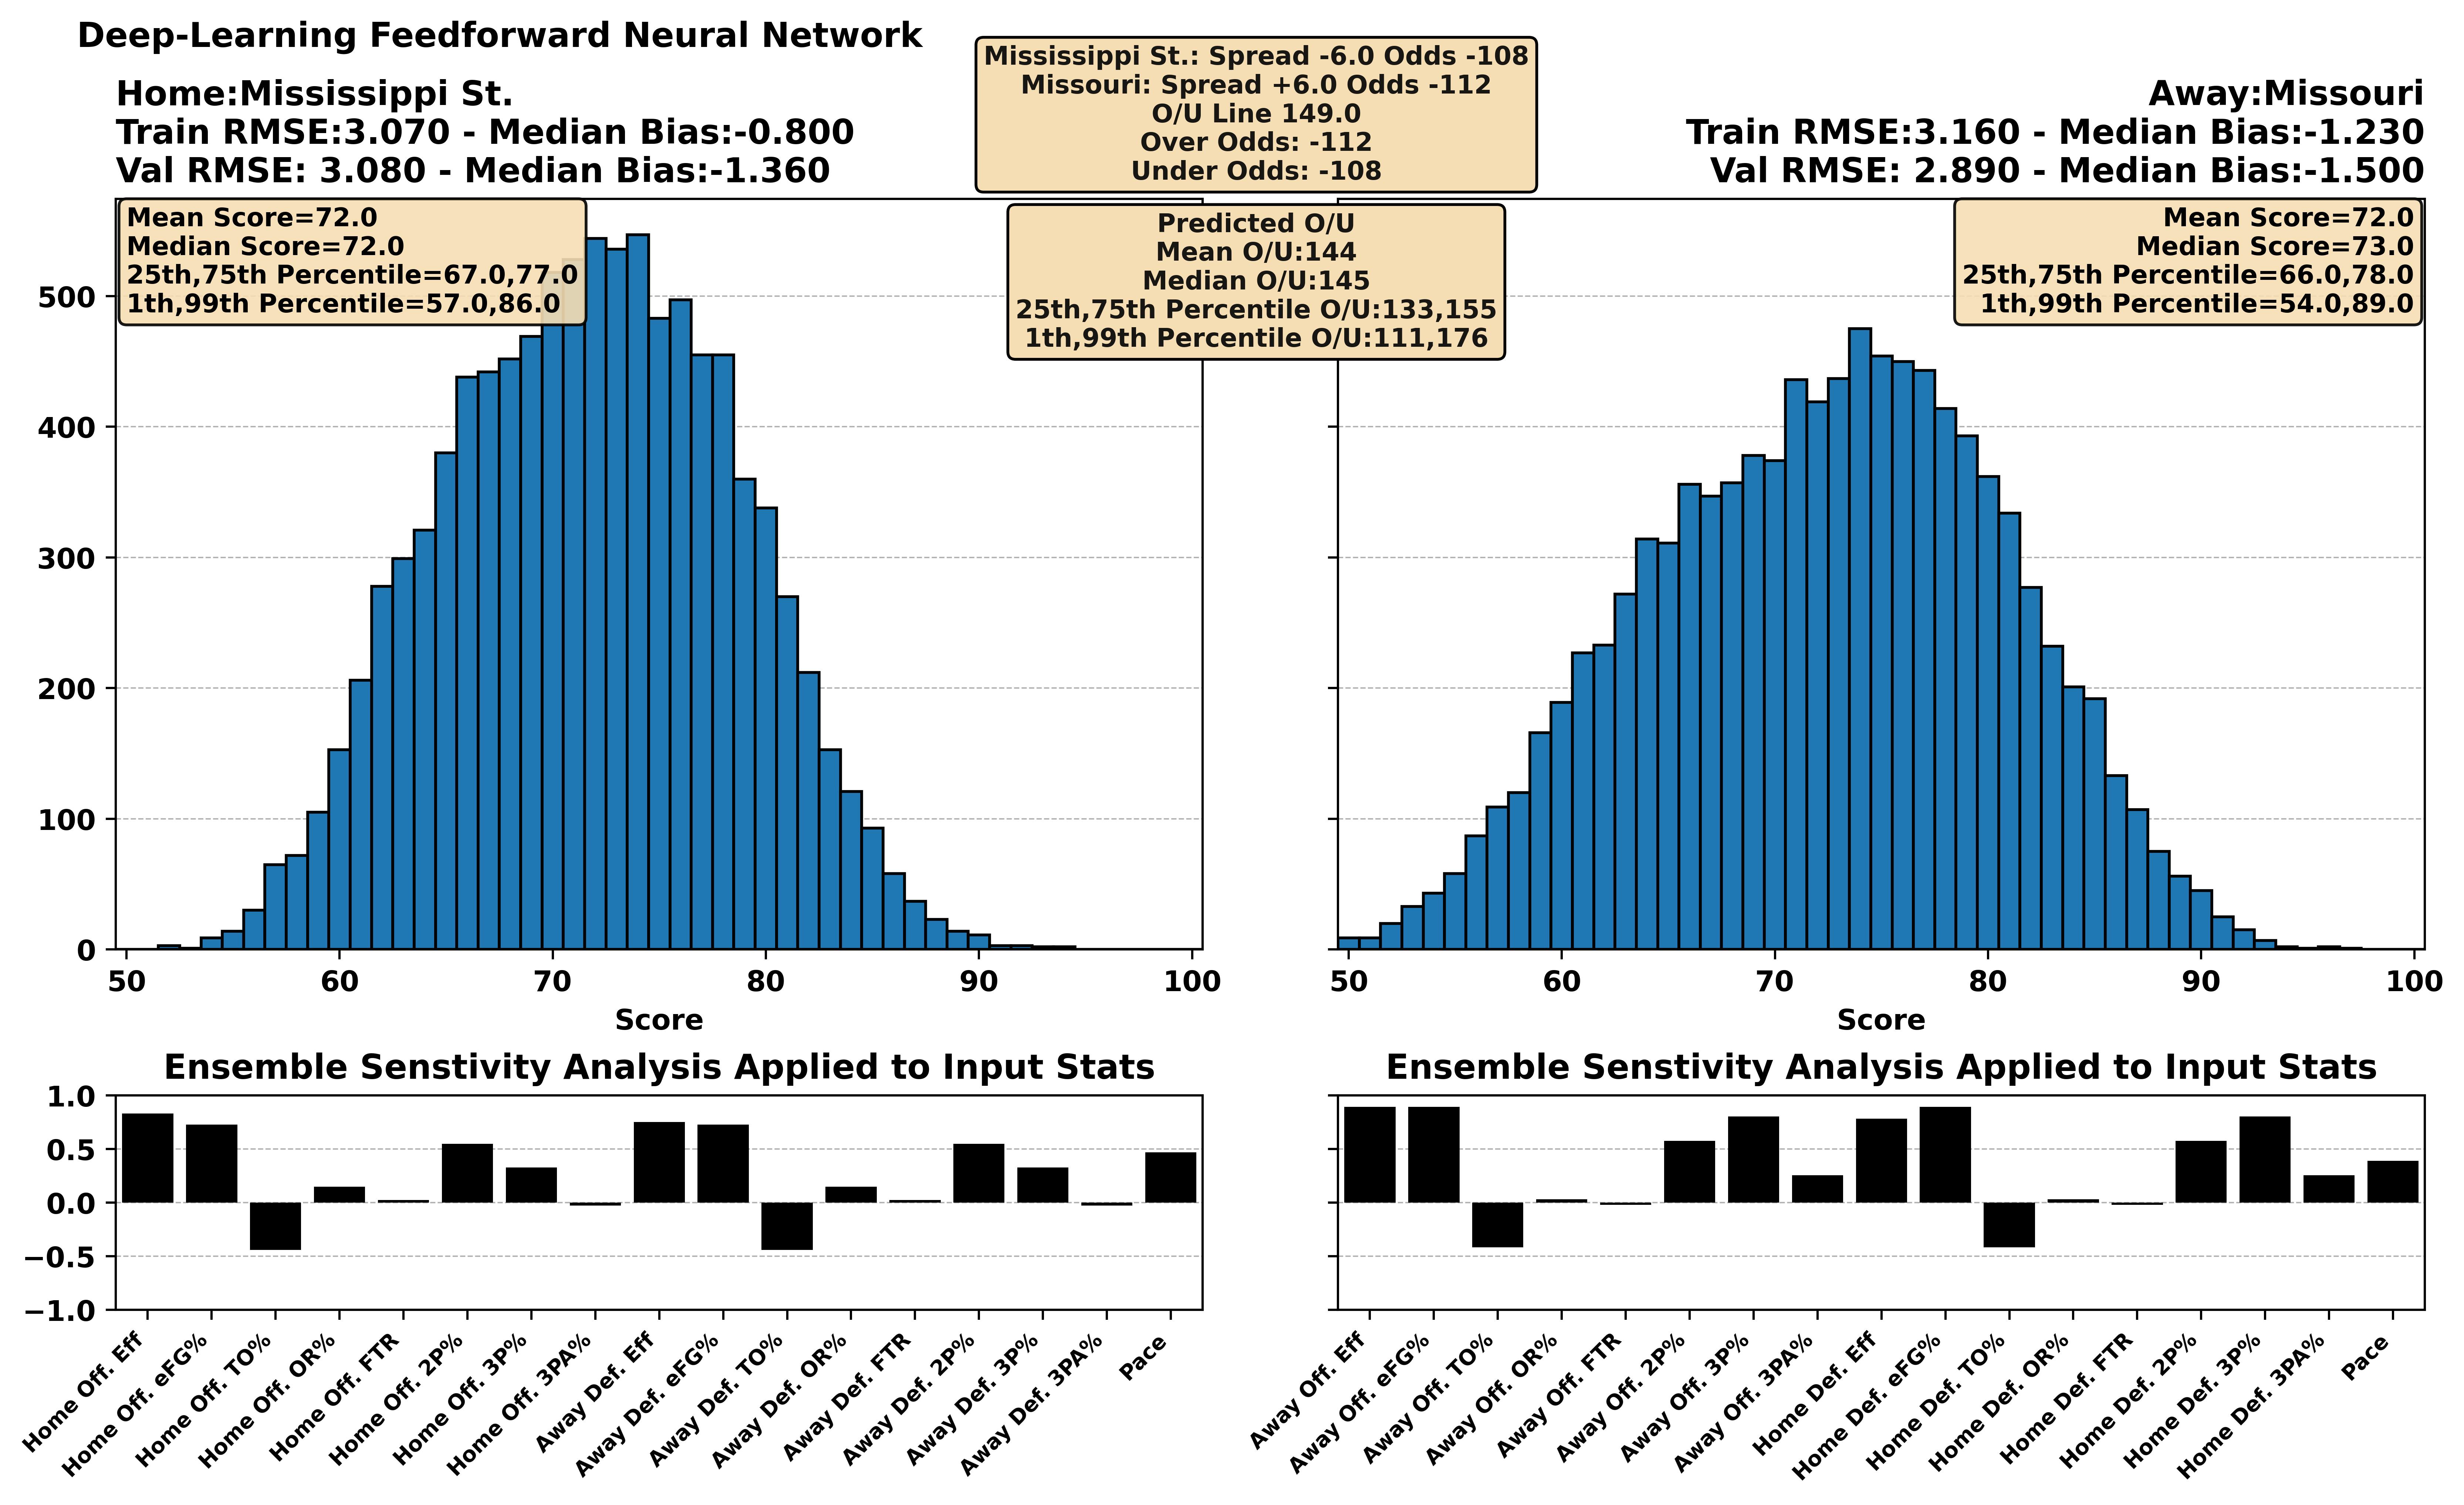 Deep-Learning Feedforward Neural Network
Home:Mississippi St.
Train RMSE:3.070 - Median Bias:-0.800
Val RMSE: 3.080 - Median Bias:-1.360
Mississippi St.: Spread -6.0 Odds -108
Missouri: Spread +6.0 Odds -112
O/U Line 149.0
Over Odds: -112
Under Odds: -108
Away:Missouri
Train RMSE:3.160 - Median Bias:-1.230
Val RMSE: 2.890 - Median Bias:-1.500
Mean Score=72.0
Median Score=72.0
25th,75th Percentile=67.0,77.0
1th,99th Percentile=57.0,86.0
Predicted O/U
Mean O/U:144
Median O/U:145
25th,75th Percentile O/U:133,155
1th,99th Percentile O/U:111,176
Mean Score=72.0
Median Score=73.0
25th,75th Percentile=66.0,78.0
1th,99th Percentile=54.0,89.0
500
400
300
200
100
0
50 60 70 80 90 100
Score
50 60 70 80 90 100
Score
Ensemble Senstivity Analysis Applied to Input Stats
1.0
0.5
0.0
−0.5
−1.0
Home Off. Eff
Home Off. eFG%
Home Off. TO%
Home Off. OR%
Home Off. FTR
Home Off. 2P%
Home Off. 3P%
Home Off. 3PA%
Away Def. Eff
Away Def. eFG%
Away Def. TO%
Away Def. OR%
Away Def. FTR
Away Def. 2P%
Away Def. 3P%
Away Def. 3PA%
Pace
Ensemble Senstivity Analysis Applied to Input Stats
Away Off. Eff
Away Off. eFG%
Away Off. TO%
Away Off. OR%
Away Off. FTR
Away Off. 2P%
Away Off. 3P%
Away Off. 3PA%
Home Def. Eff
Home Def. eFG%
Home Def. TO%
Home Def. OR%
Home Def. FTR
Home Def. 2P%
Home Def. 3P%
Home Def. 3PA%
Pace